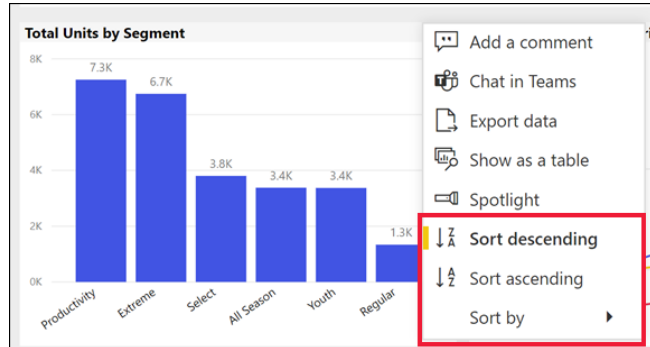 Total Units by Segment
8K
6K
4K
2K
0K
7.3K
6.7K
3.8K
3.4K
3.4K
1.3K
Productivity
Extreme
Select
All Season
Youth
Regular
Add a comment
Chat in Teams
Export data
Show as a table
Spotlight
Sort descending
Sort ascending
Sort by